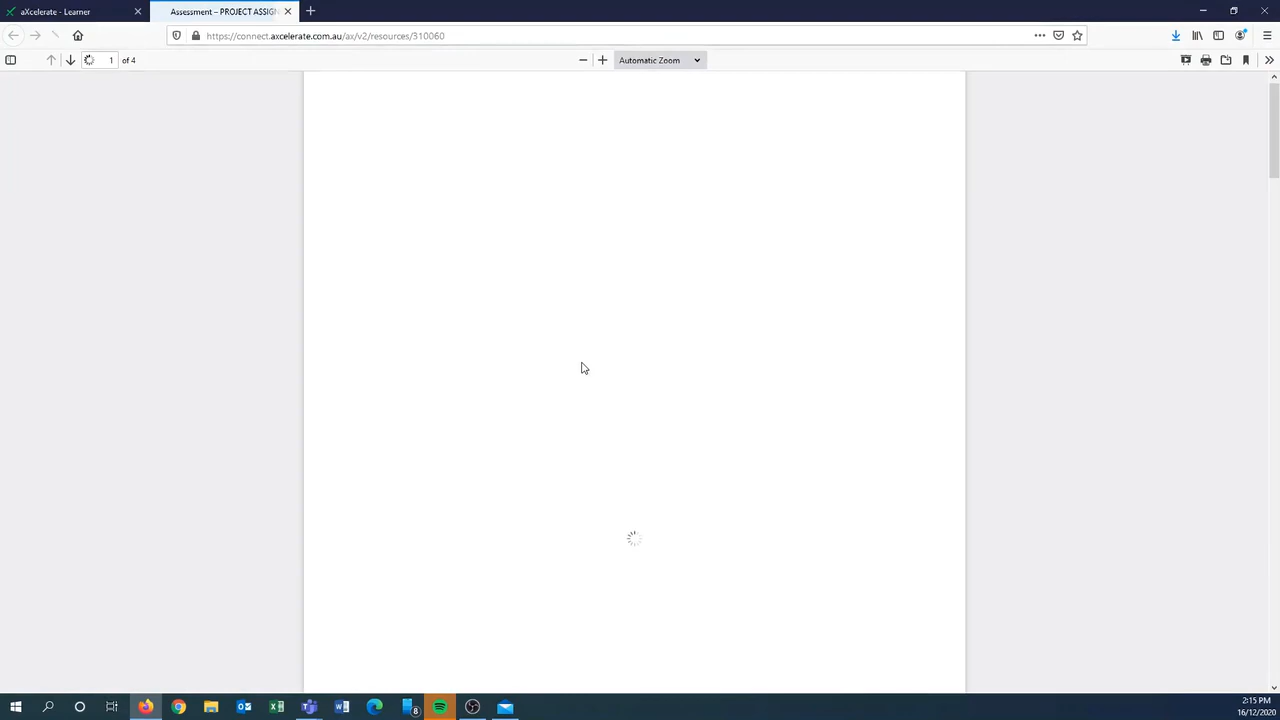 aXcelerate - Learner
Assessment – PROJECT ASSIGN
https://connect.axcelerate.com.au/ax/v2/resources/310060
1 of 4
Automatic Zoom
8
2:15 PM
16/12/2020